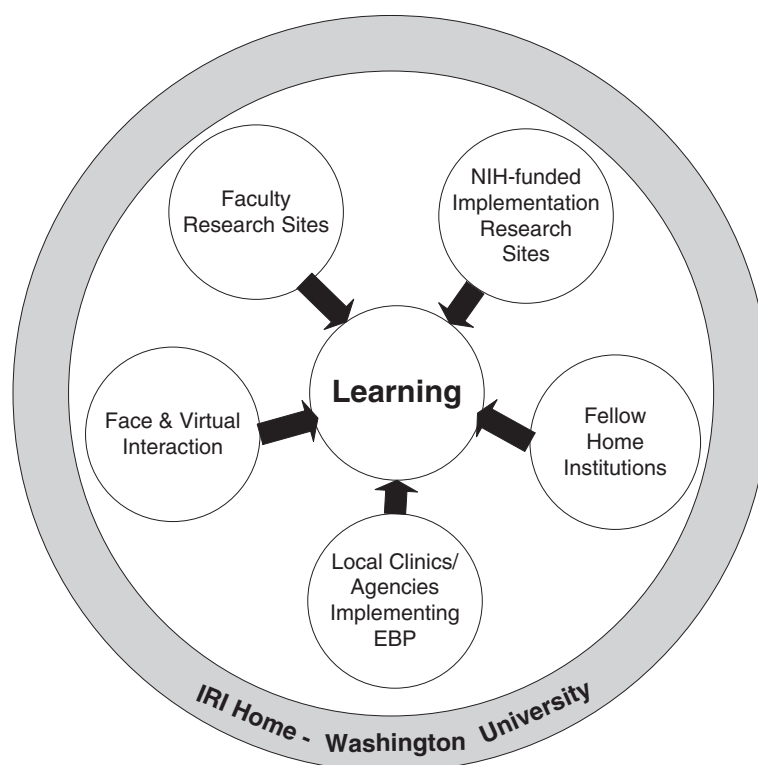 Faculty
Research Sites
NIH-funded
Implementation
Research
Sites
Learning
Face & Virtual
Interaction
Fellow
Home
Institutions
Local Clinics/
Agencies
Implementing
EBP
IRI Home - Washington University